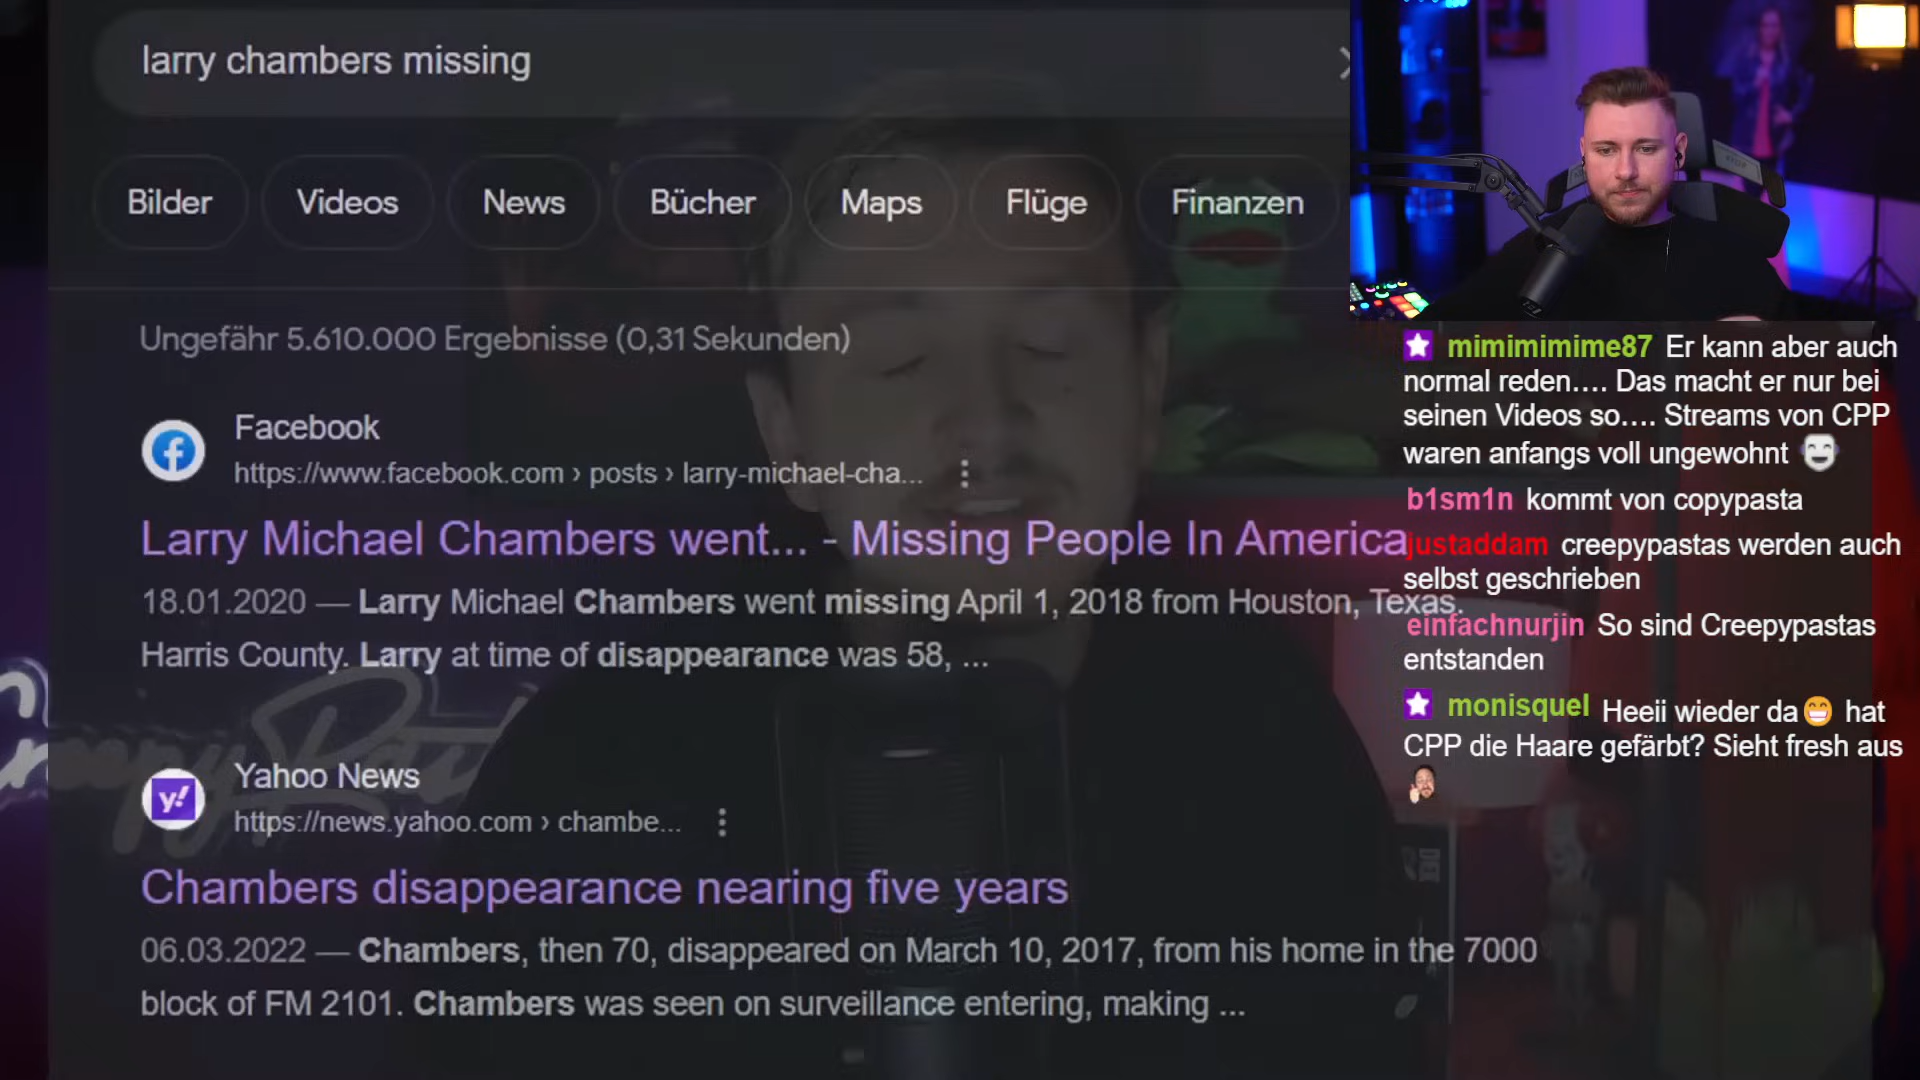 larry chambers missing
Bilder
Videos
News
Bücher
Maps
Flüge
Finanzen
Ungefähr 5.610.000 Ergebnisse (0,31 Sekunden)
Facebook
https://www.facebook.com › posts › larry-michael-cha...
Larry Michael Chambers went... - Missing People In America
18.01.2020 — Larry Michael Chambers went missing April 1, 2018 from Houston, Texas.
Harris County. Larry at time of disappearance was 58, ...
Yahoo News
https://news.yahoo.com › chambe...
Chambers disappearance nearing five years
06.03.2022 — Chambers, then 70, disappeared on March 10, 2017, from his home in the 7000
block of FM 2101. Chambers was seen on surveillance entering, making ...
mimimimime87 Er kann aber auch
normal reden.... Das macht er nur bei
seinen Videos so.... Streams von CPP
waren anfangs voll ungewohnt
b1sm1n kommt von copypasta
justaddam creepypastas werden auch
selbst geschrieben
einfachnurjin So sind Creepypastas
entstanden
monisquel Heeii wieder da hat
CPP die Haare gefärbt? Sieht fresh aus